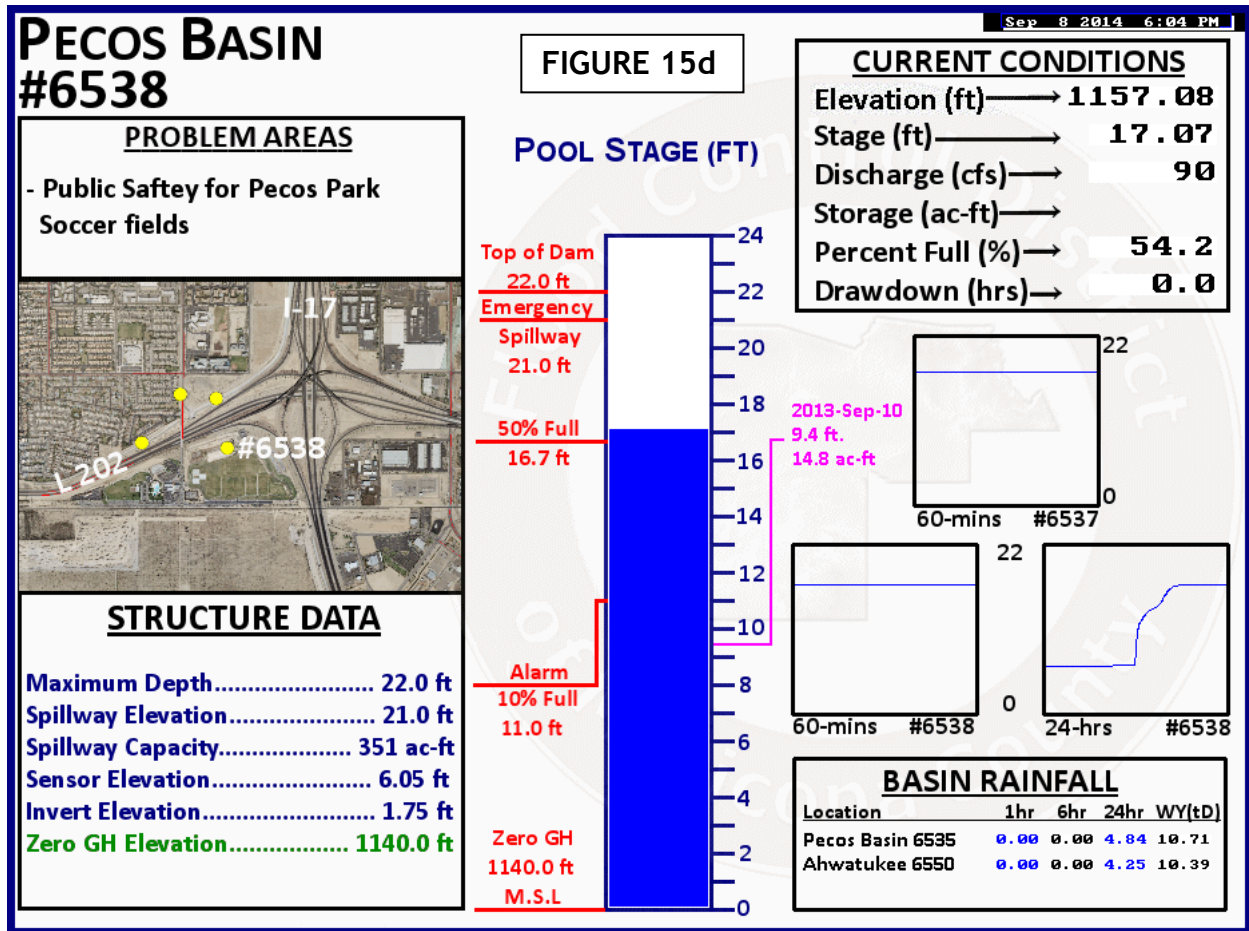 PECOS BASIN
#6538
FIGURE 15d
Sep 8 2014 6:04 PM
CURRENT CONDITIONS
Elevation (ft) → 1157.08
Stage (ft) → 17.07
Discharge (cfs) → 90
Storage (ac-ft) →
Percent Full (%) → 54.2
Drawdown (hrs) → 0.0
PROBLEM AREAS
- Public Saftey for Pecos Park
Soccer fields
I-17
#6538
L 202
STRUCTURE DATA
Maximum Depth........................ 22.0 ft
Spillway Elevation...................... 21.0 ft
Spillway Capacity.................... 351 ac-ft
Sensor Elevation......................... 6.05 ft
Invert Elevation.......................... 1.75 ft
Zero GH Elevation.................. 1140.0 ft
POOL STAGE (FT)
Top of Dam
22.0 ft
Emergency
Spillway
21.0 ft
50% Full
16.7 ft
Alarm
10% Full
11.0 ft
Zero GH
1140.0 ft
M.S.L
24
22
20
18
16
14
12
10
8
6
4
2
0
2013-Sep-10
9.4 ft.
14.8 ac-ft
22
0
60-mins #6537
22
0
60-mins #6538
24-hrs #6538
BASIN RAINFALL
Location 1hr 6hr 24hr WY(tD)
Pecos Basin 6535 0.00 0.00 4.84 10.71
Ahwatukee 6550 0.00 0.00 4.25 10.39
Flood Control District
of Maricopa County